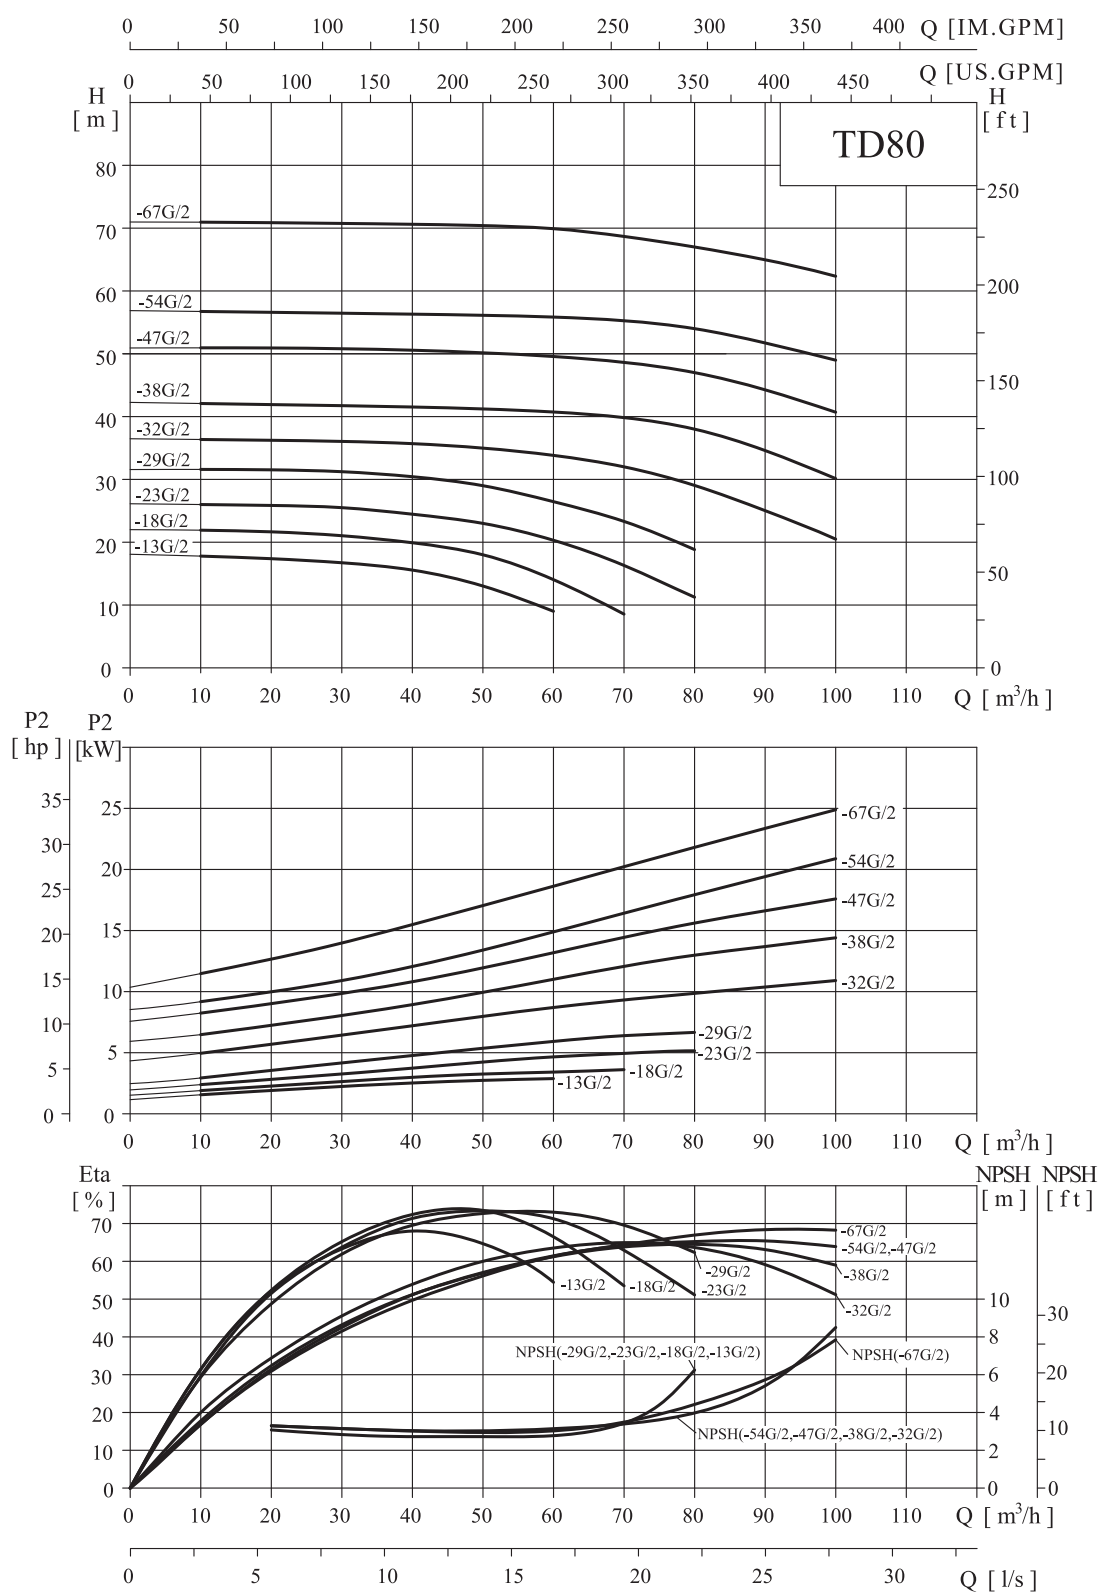 0 50 100 150 200 250 300 350 400 Q [IM.GPM]
0 50 100 150 200 250 300 350 400 450 Q [US.GPM]
H
[ m ]
H
[ ft ]
TD80
80
70
60
50
40
30
20
10
0
250
200
150
100
50
0
-67G/2
-54G/2
-47G/2
-38G/2
-32G/2
-29G/2
-23G/2
-18G/2
-13G/2
0 10 20 30 40 50 60 70 80 90 100 110 Q [ m³/h ]
P2
[ hp ]
P2
[kW]
35
30
25
20
15
10
5
0
25
20
15
10
5
0
-67G/2
-54G/2
-47G/2
-38G/2
-32G/2
-29G/2
-23G/2
-18G/2
-13G/2
0 10 20 30 40 50 60 70 80 90 100 110 Q [ m³/h ]
Eta
[ % ]
NPSH
[ m ]
NPSH
[ ft ]
70
60
50
40
30
20
10
0
10
8
6
4
2
0
30
20
10
0
-67G/2
-54G/2,-47G/2
-38G/2
-32G/2
-29G/2
-23G/2
-18G/2
-13G/2
NPSH(-29G/2,-23G/2,-18G/2,-13G/2)
NPSH(-67G/2)
NPSH(-54G/2,-47G/2,-38G/2,-32G/2)
0 10 20 30 40 50 60 70 80 90 100 110 Q [ m³/h ]
0 5 10 15 20 25 30 Q [ l/s ]